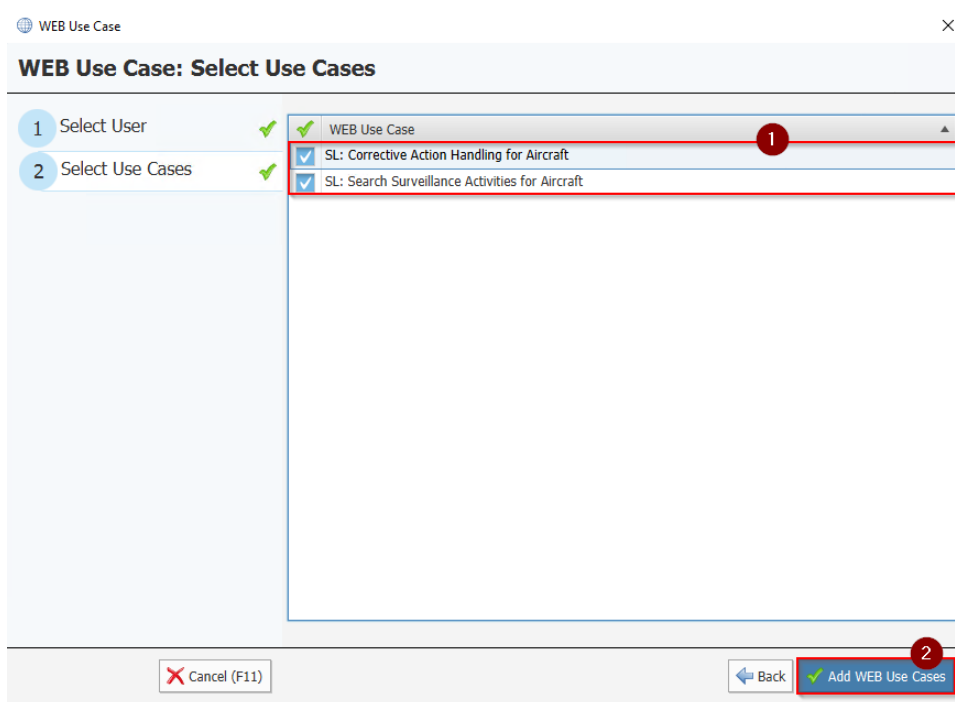 WEB Use Case
WEB Use Case: Select Use Cases
1 Select User
2 Select Use Cases
WEB Use Case
1
SL: Corrective Action Handling for Aircraft
SL: Search Surveillance Activities for Aircraft
2
Cancel (F11)
Back
Add WEB Use Cases